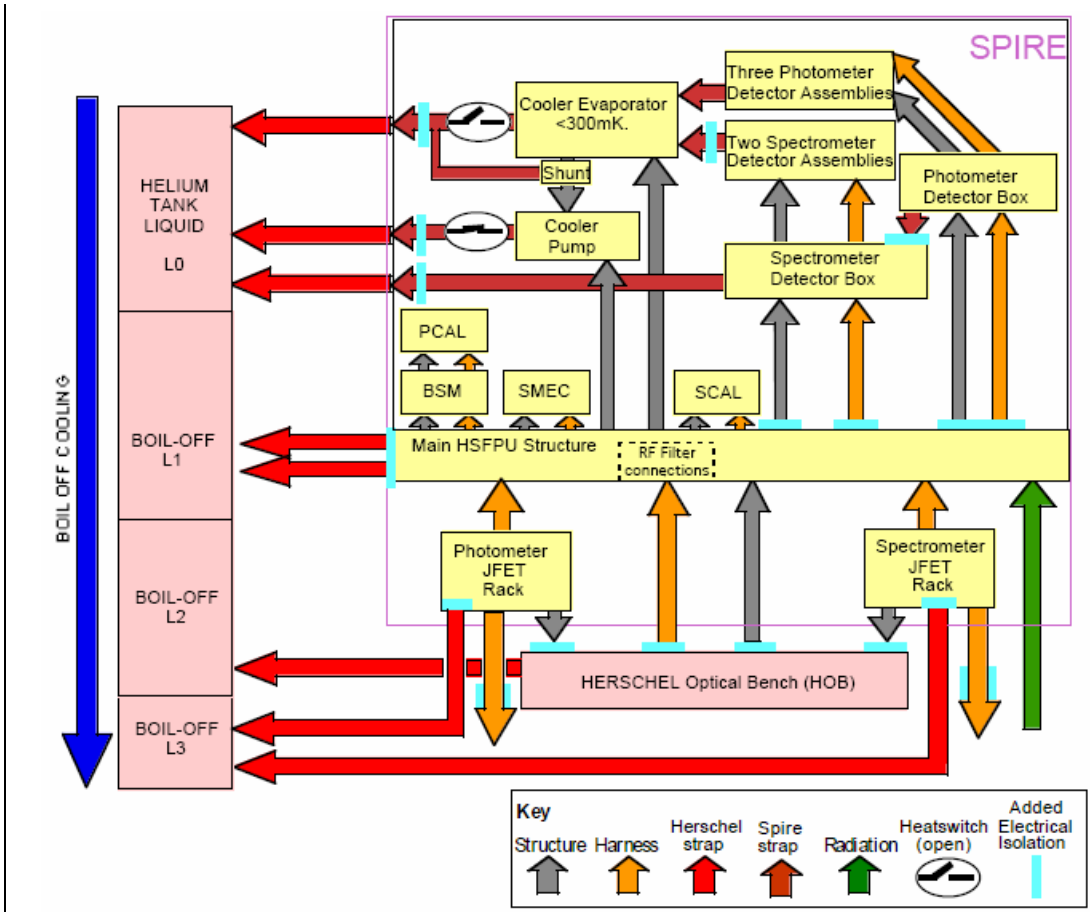 SPIRE
Three Photometer
Detector Assemblies
Cooler Evaporator
<300mK.
Two Spectrometer
Detector Assemblies
Shunt
Photometer
Detector Box
HELIUM
TANK
LIQUID
L0
Cooler
Pump
Spectrometer
Detector Box
PCAL
BSM
SMEC
SCAL
BOIL OFF COOLING
BOIL-OFF
L1
Main HSFPU Structure
RF Filter
connections
Photometer
JFET
Rack
Spectrometer
JFET
Rack
BOIL-OFF
L2
HERSCHEL Optical Bench (HOB)
BOIL-OFF
L3
Key
Structure
Harness
Herschel
strap
Spire
strap
Radiation
Heatswitch
(open)
Added
Electrical
Isolation